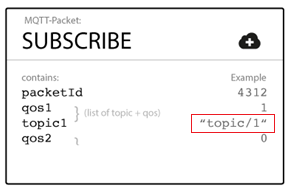 MQTT-Packet:
SUBSCRIBE
contains: Example
packetId 4312
qos1 1
topic1 } (list of topic + qos) "topic/1"
qos2 } 0